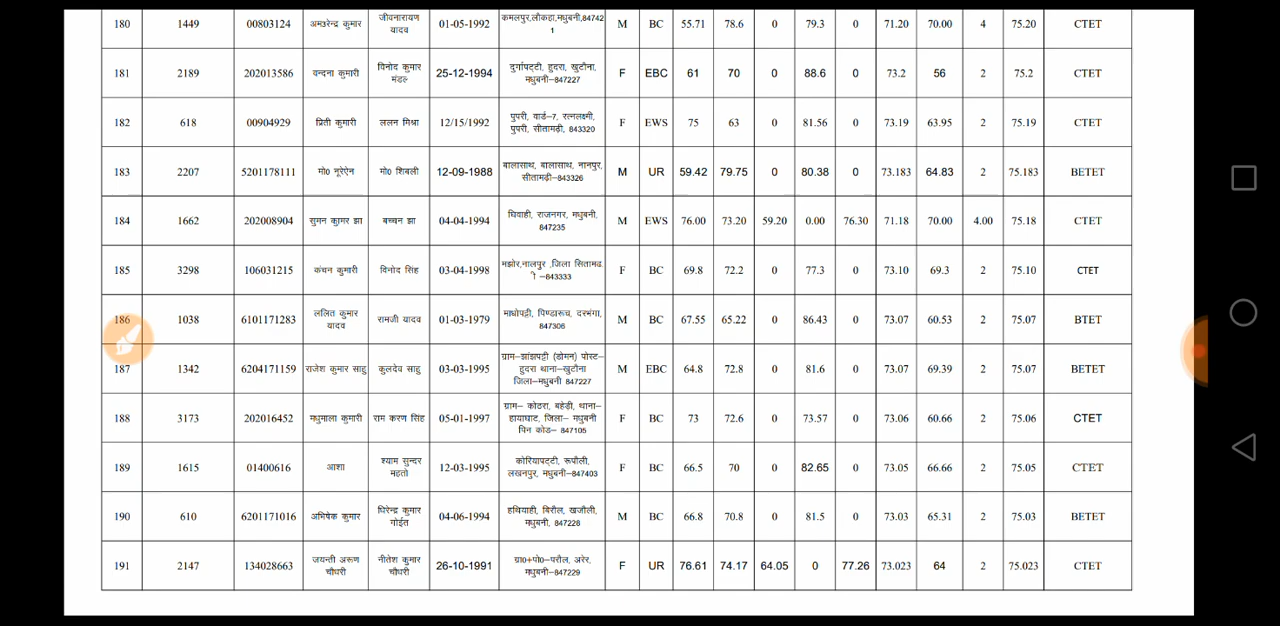 180 1449 00803124 अमरेन्द्र कुमार जीवनारायण यादव 01-05-1992 कमलपुर,लौकहा,मधुबनी,847421 M BC 55.71 78.6 0 79.3 0 71.20 70.00 4 75.20 CTET
181 2189 202013586 वन्दना कुमारी विनोद कुमार मंडल 25-12-1994 दुर्गापट्टी, हुदरा, खुटौना, मधुबनी–847227 F EBC 61 70 0 88.6 0 73.2 56 2 75.2 CTET
182 618 00904929 प्रिती कुमारी ललन मिश्रा 12/15/1992 पुपरी, वार्ड–7, रत्नलक्ष्मी, पुपरी, सीतामढ़ी, 843320 F EWS 75 63 0 81.56 0 73.19 63.95 2 75.19 CTET
183 2207 5201178111 मो0 नूरेऐन मो0 शिबली 12-09-1988 बालासाथ, बालासाथ, नानपुर, सीतामढ़ी–843326 M UR 59.42 79.75 0 80.38 0 73.183 64.83 2 75.183 BETET
184 1662 202008904 सुमन कुामर झा बच्चन झा 04-04-1994 घिवाही, राजनगर, मधुबनी, 847235 M EWS 76.00 73.20 59.20 0.00 76.30 71.18 70.00 4.00 75.18 CTET
185 3298 106031215 कंचन कुमारी विनोद सिंह 03-04-1998 मझोर,नालपुर ,जिला सितामढ.ी –843333 F BC 69.8 72.2 0 77.3 0 73.10 69.3 2 75.10 CTET
186 1038 6101171283 ललित कुमार यादव रामजी यादव 01-03-1979 माधोपट्टी, पिण्डारूच, दरभंगा, 847306 M BC 67.55 65.22 0 86.43 0 73.07 60.53 2 75.07 BTET
187 1342 6204171159 राजेश कुमार साहु कुलदेव साहु 03-03-1995 ग्राम–झांझपट्टी (डोमन) पोस्ट–हुदरा थाना–खुटौना जिला–मधुबनी 847227 M EBC 64.8 72.8 0 81.6 0 73.07 69.39 2 75.07 BETET
188 3173 202016452 मधुमाला कुमारी राम करण सिंह 05-01-1997 ग्राम– कोठरा, बहेडी, थाना–हायाघाट, जिला– मधुबनी पिन कोड– 847105 F BC 73 72.6 0 73.57 0 73.06 60.66 2 75.06 CTET
189 1615 01400616 आशा श्याम सुन्दर महतो 12-03-1995 कोरियापट्टी, रूपौली, लखनपुर, मधुबनी–847403 F BC 66.5 70 0 82.65 0 73.05 66.66 2 75.05 CTET
190 610 6201171016 अभिषेक कुमार घिरेन्द्र कुमार गोईत 04-06-1994 हथियाही, बिरौल, खजौली, मधुबनी, 847228 M BC 66.8 70.8 0 81.5 0 73.03 65.31 2 75.03 BETET
191 2147 134028663 जयन्ती अरूण चौधरी नीतेश कुमार चौधरी 26-10-1991 ग्रा0+पो0–परौल, अरेर, मधुबनी–847229 F UR 76.61 74.17 64.05 0 77.26 73.023 64 2 75.023 CTET